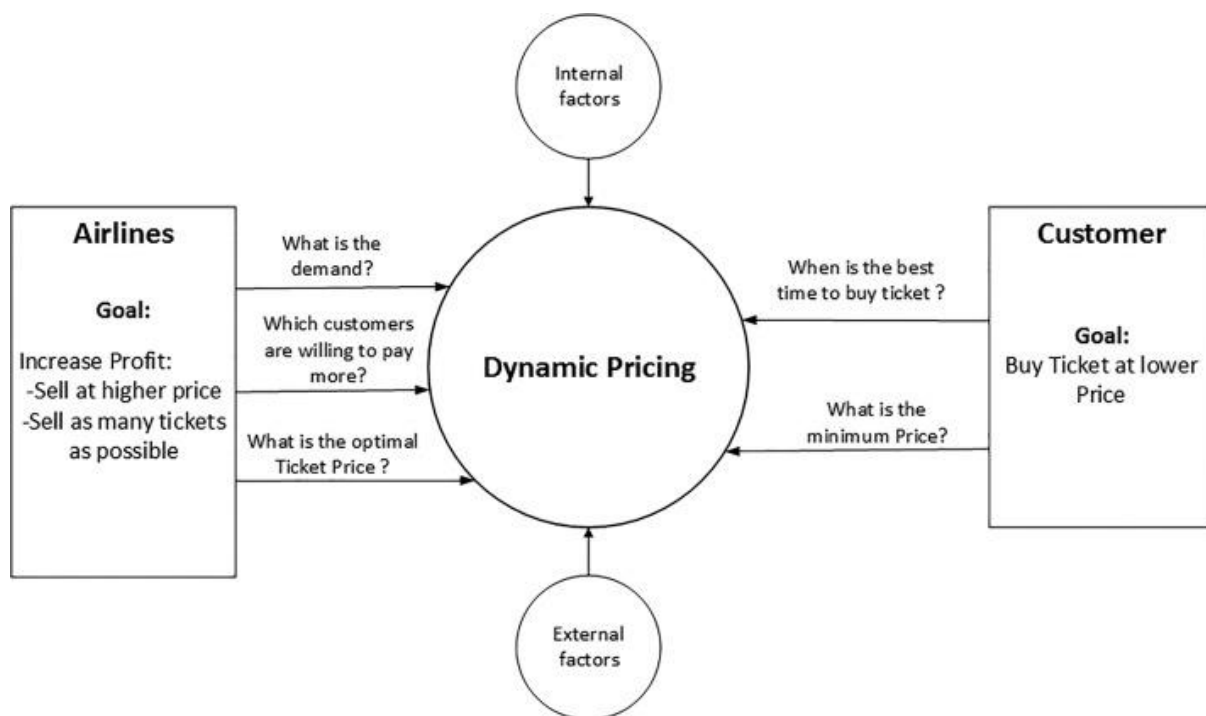 Internal
factors
Airlines
Goal:
Increase Profit:
-Sell at higher price
-Sell as many tickets
as possible
What is the
demand?
Which customers
are willing to pay
more?
What is the optimal
Ticket Price ?
Dynamic Pricing
When is the best
time to buy ticket ?
What is the
minimum Price?
Customer
Goal:
Buy Ticket at lower
Price
External
factors